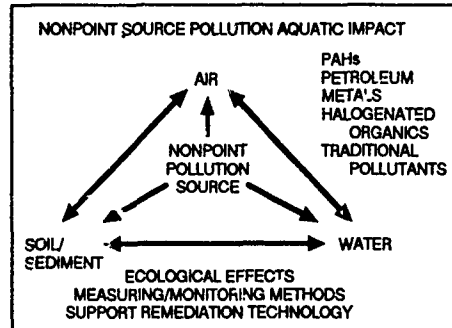 NONPOINT SOURCE POLLUTION AQUATIC IMPACT
PAHs
PETROLEUM
METALS
HALOGENATED
ORGANICS
TRADITIONAL
POLLUTANTS
AIR
NONPOINT
POLLUTION
SOURCE
SOIL/
SEDIMENT
WATER
ECOLOGICAL EFFECTS
MEASURING/MONITORING METHODS
SUPPORT REMEDIATION TECHNOLOGY